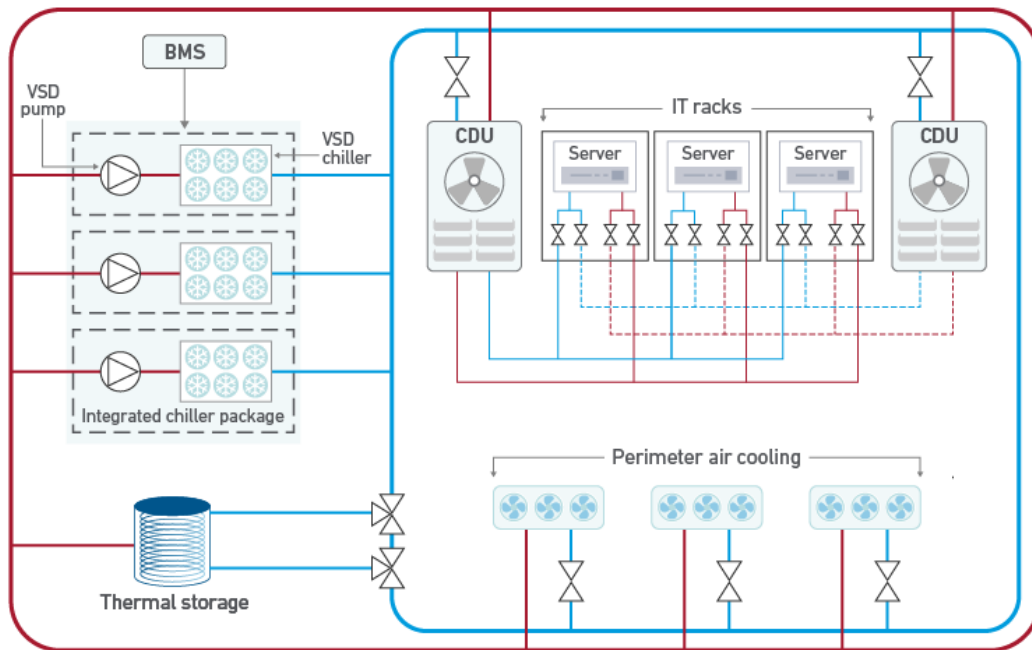 BMS
VSD
pump
VSD
chiller
IT racks
CDU
Server
Server
Server
CDU
Integrated chiller package
Perimeter air cooling
Thermal storage